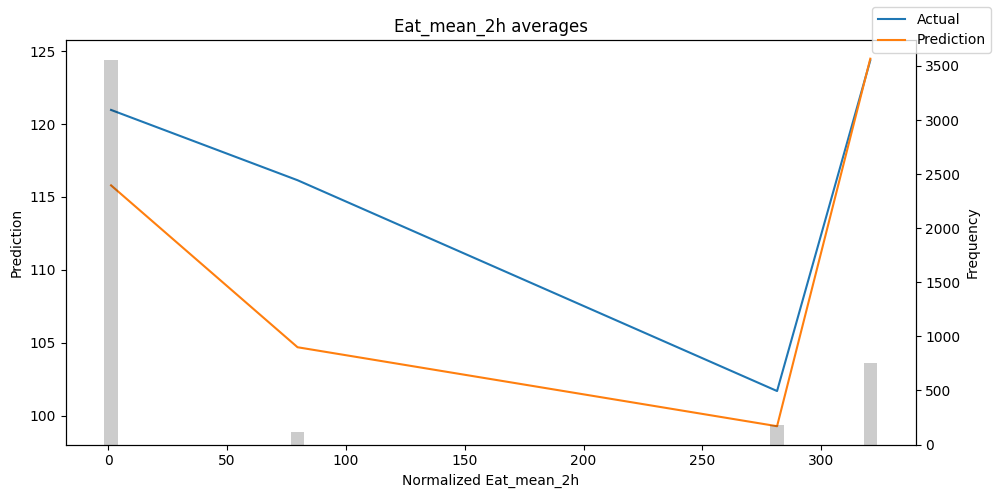 Eat_mean_2h averages
Actual
Prediction
125
120
115
110
105
100
Prediction
3500
3000
2500
2000
1500
1000
500
0
Frequency
0 50 100 150 200 250 300
Normalized Eat_mean_2h